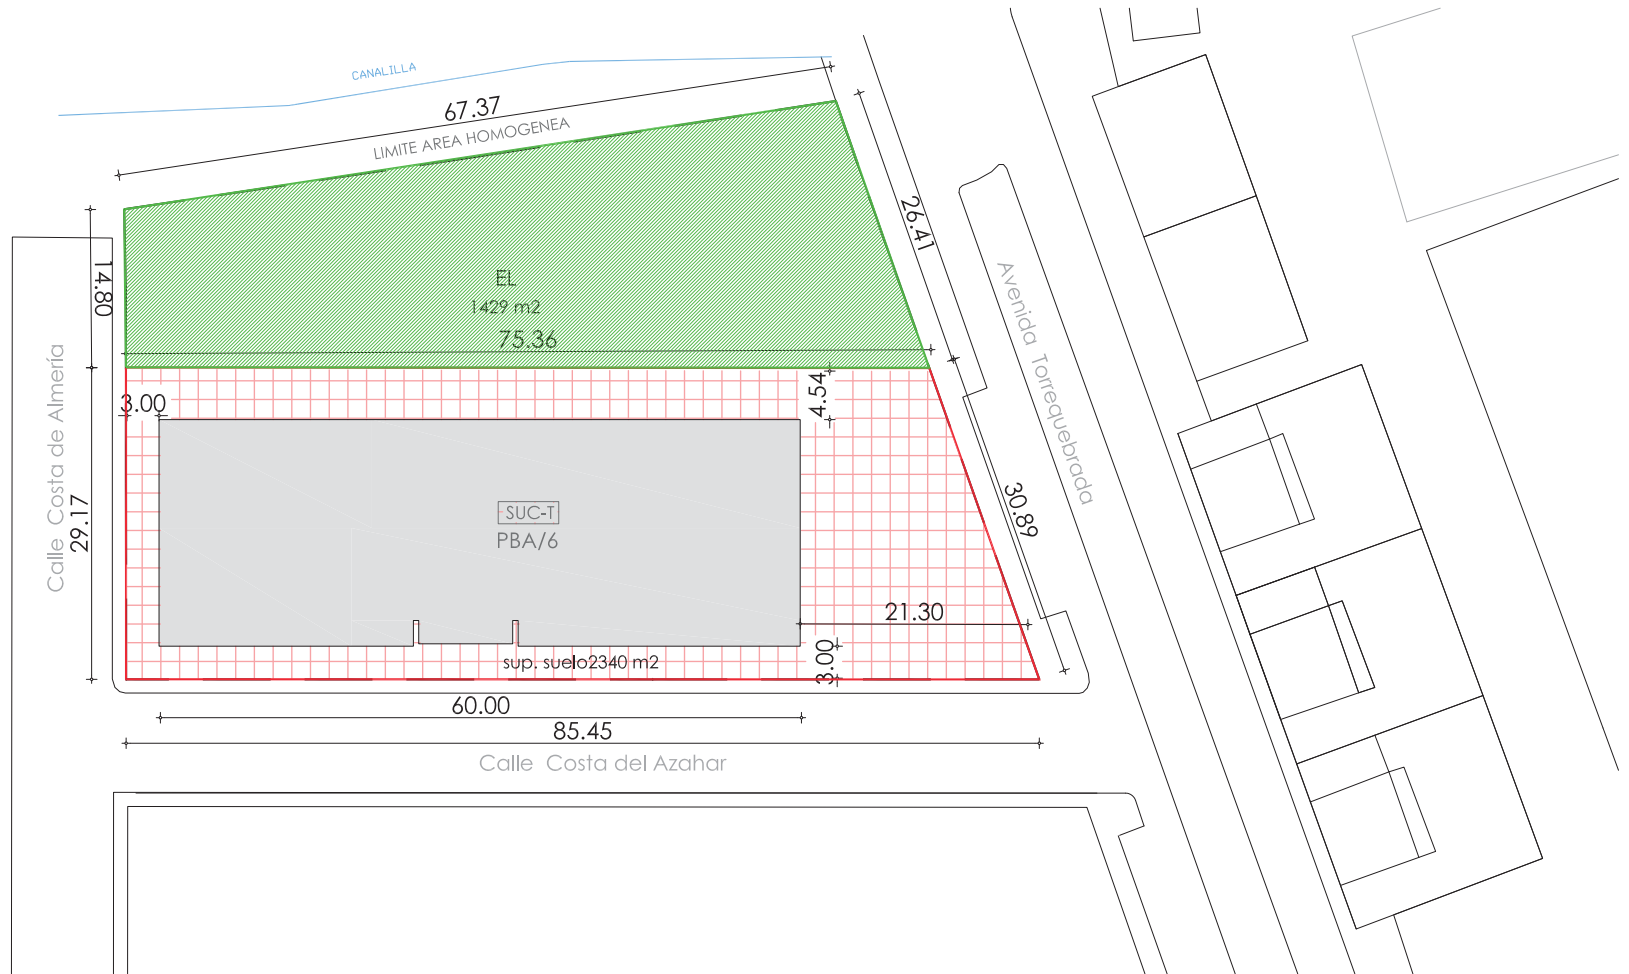 CANALILLA
67.37
LIMITE AREA HOMOGENEA
26.41
14.80
EL
1429 m2
75.36
Avenida Torrequebrada
Calle Costa de Almería
3.00
4.54
29.17
SUC-T
PBA/6
30.89
21.30
3.00
sup. suelo2340 m2
60.00
85.45
Calle Costa del Azahar